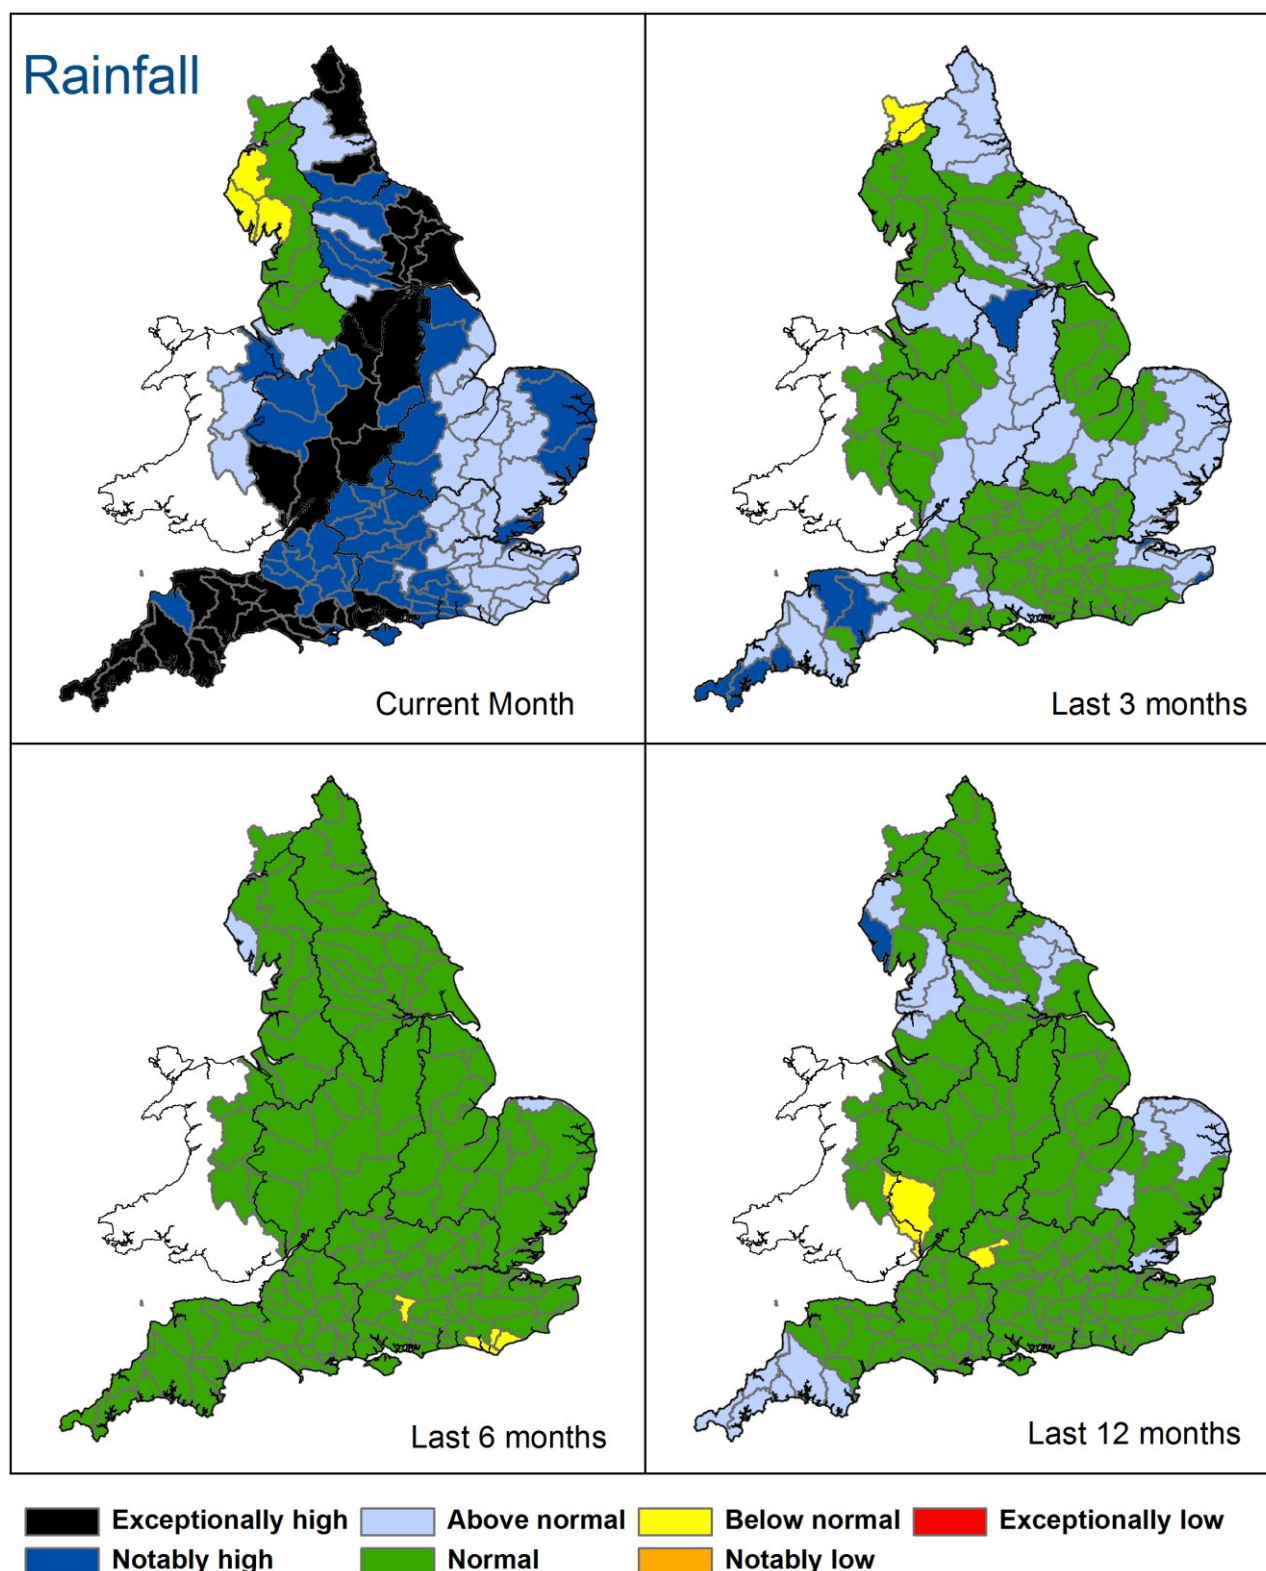 Rainfall
Current Month
Last 3 months
Last 6 months
Last 12 months
Exceptionally high
Above normal
Below normal
Exceptionally low
Notably high
Normal
Notably low